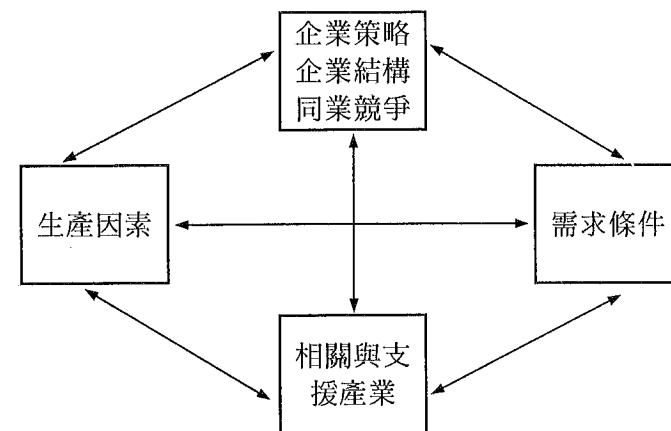 企業策略
企業結構
同業競爭
生產因素
需求條件
相關與支
援產業